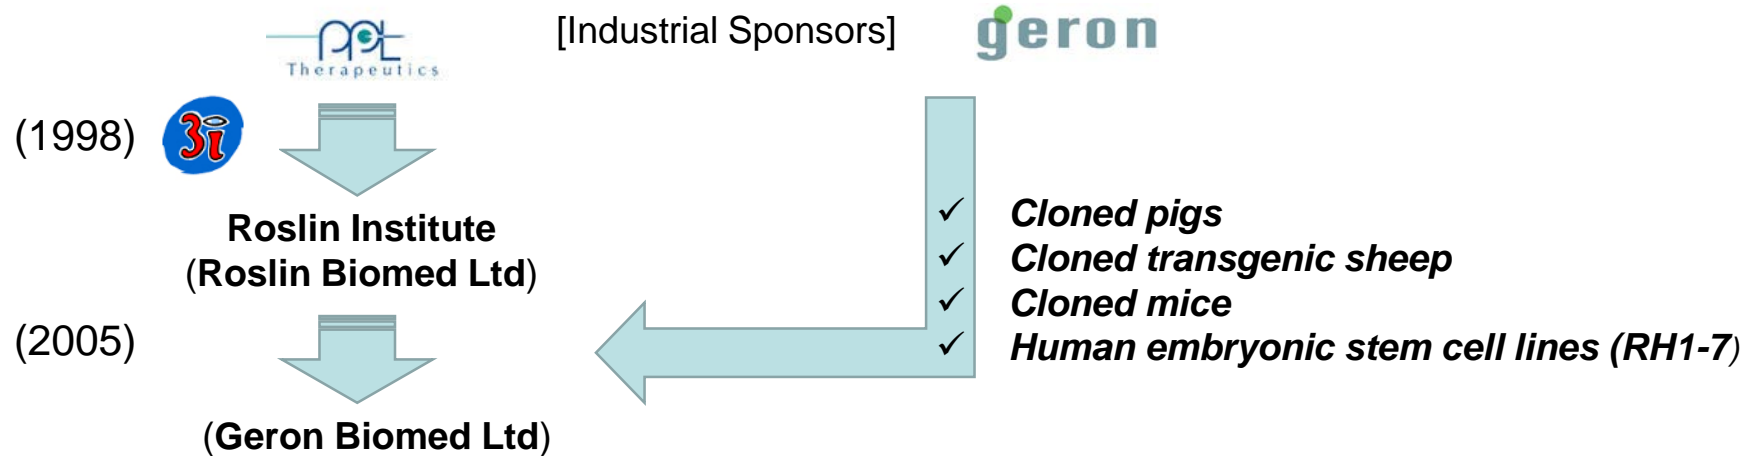 PPL
Therapeutics
[Industrial Sponsors]
geron
(1998)
3i
Roslin Institute
(Roslin Biomed Ltd)
✓ Cloned pigs
✓ Cloned transgenic sheep
✓ Cloned mice
✓ Human embryonic stem cell lines (RH1-7)
(2005)
(Geron Biomed Ltd)